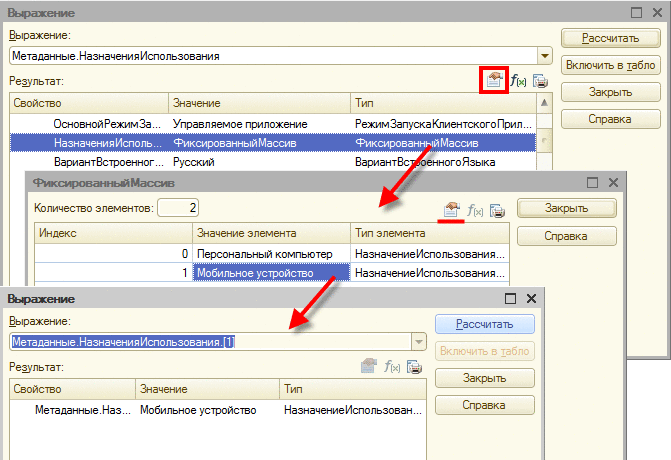 Выражение
Выражение:
Метаданные.НазначенияИспользования
Рассчитать
Результат:
f(x)
Включить в табло
Свойство Значение Тип
Закрыть
ОсновнойРежимЗа... Управляемое приложение РежимЗапускаКлиентскогоПрил...
Справка
НазначенияИсполь... ФиксированныйМассив ФиксированныйМассив
ВариантВстроенног... Русский ВариантВстроенногоЯзыка
ФиксированныйМассив
Количество элементов: 2
f(x)
Закрыть
Индекс Значение элемента Тип элемента
Справка
0 Персональный компьютер НазначениеИспользования...
1 Мобильное устройство НазначениеИспользования...
Выражение
Выражение:
Рассчитать
Метаданные.НазначенияИспользования.[1]
Включить в табло
Результат:
f(x)
Закрыть
Свойство Значение Тип
Справка
Метаданные.Наз... Мобильное устройство НазначениеИспользован...